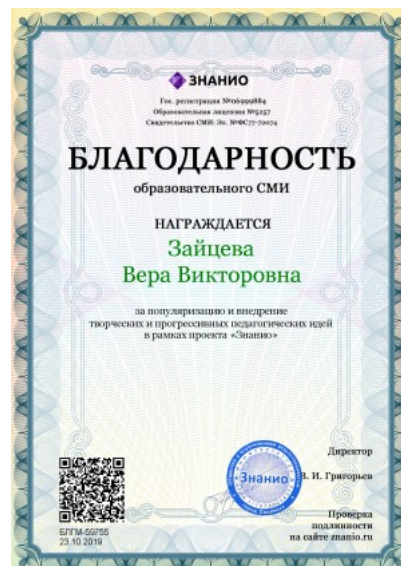 ЗНАНИО
Гос. регистрация №06999884
Образовательная лицензия №5257
Свидетельство СМИ: Эл. №ФС77-72074
БЛАГОДАРНОСТЬ
образовательного СМИ
НАГРАЖДАЕТСЯ
Зайцева
Вера Викторовна
за популяризацию и внедрение
творческих и прогрессивных педагогических идей
в рамках проекта «Знанио»
Директор
Знанио
В. И. Григорьев
БЛГМ-59755
23.10.2019
Проверка
подлинности
на сайте znanio.ru